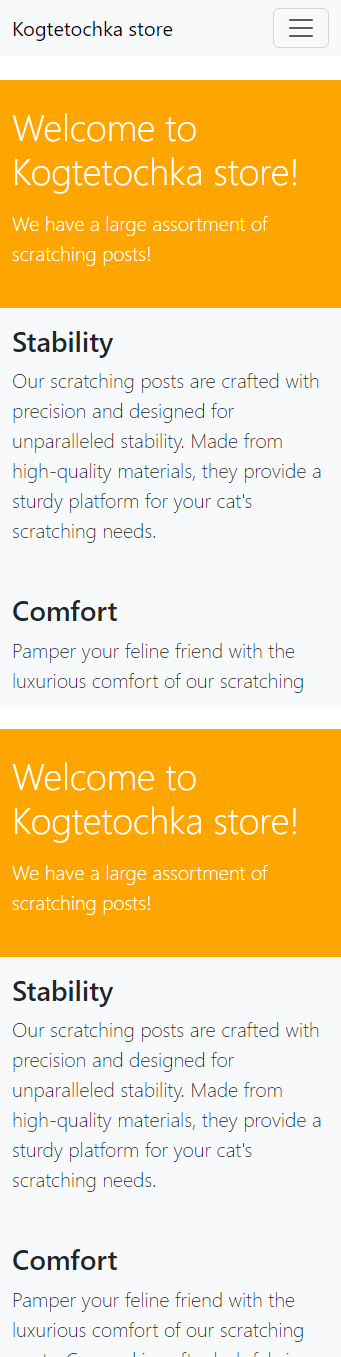 Kogtetochka store
Welcome to
Kogtetochka store!
We have a large assortment of
scratching posts!
Stability
Our scratching posts are crafted with
precision and designed for
unparalleled stability. Made from
high-quality materials, they provide a
sturdy platform for your cat's
scratching needs.
Comfort
Pamper your feline friend with the
luxurious comfort of our scratching
Welcome to
Kogtetochka store!
We have a large assortment of
scratching posts!
Stability
Our scratching posts are crafted with
precision and designed for
unparalleled stability. Made from
high-quality materials, they provide a
sturdy platform for your cat's
scratching needs.
Comfort
Pamper your feline friend with the
luxurious comfort of our scratching